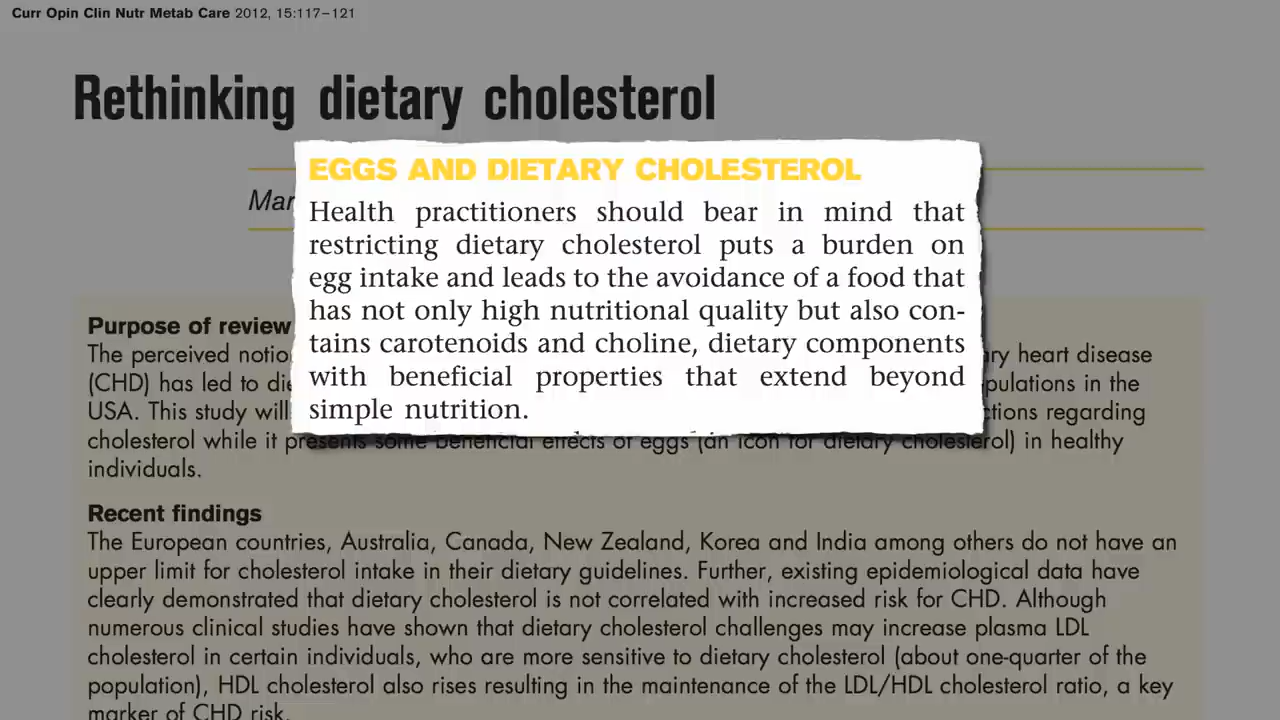 Curr Opin Clin Nutr Metab Care 2012, 15:117–121
Rethinking dietary cholesterol
EGGS AND DIETARY CHOLESTEROL
Health practitioners should bear in mind that
restricting dietary cholesterol puts a burden on
egg intake and leads to the avoidance of a food that
has not only high nutritional quality but also con-
tains carotenoids and choline, dietary components
with beneficial properties that extend beyond
simple nutrition.
Purpose of review
The perceived heart disease
(CHD) has led to in the
USA. This study will regarding
cholesterol while it presents some beneficial effects of eggs (an icon for dietary cholesterol) in healthy
individuals.
Recent findings
The European countries, Australia, Canada, New Zealand, Korea and India among others do not have an
upper limit for cholesterol intake in their dietary guidelines. Further, existing epidemiological data have
clearly demonstrated that dietary cholesterol is not correlated with increased risk for CHD. Although
numerous clinical studies have shown that dietary cholesterol challenges may increase plasma LDL
cholesterol in certain individuals, who are more sensitive to dietary cholesterol (about one-quarter of the
population), HDL cholesterol also rises resulting in the maintenance of the LDL/HDL cholesterol ratio, a key
marker of CHD risk.